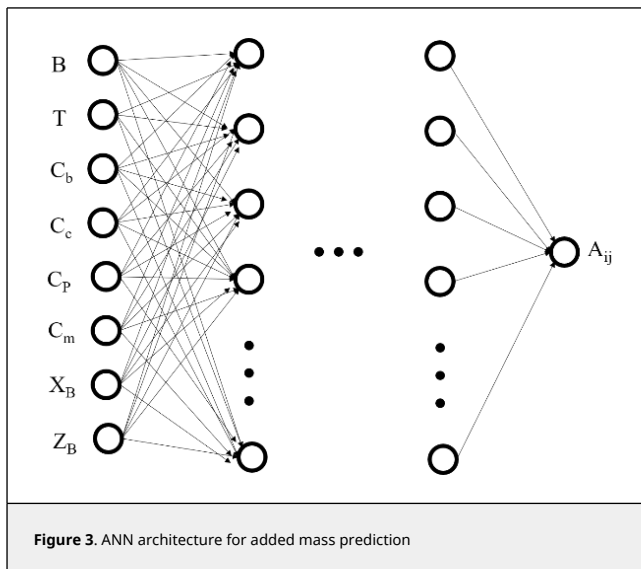 B
T
C_b
C_c
C_P
C_m
X_B
Z_B
A_ij
Figure 3. ANN architecture for added mass prediction